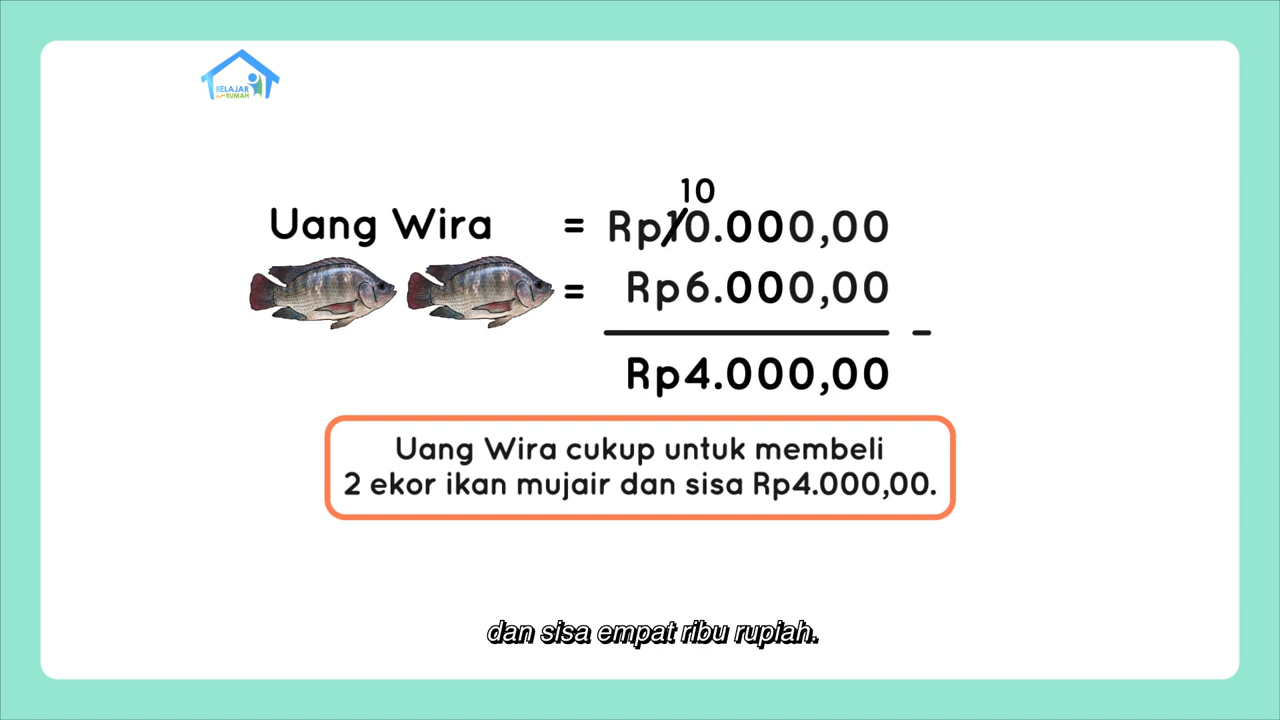 BELAJAR
dari RUMAH
10
Uang Wira = Rp10.000,00
= Rp6.000,00
-
Rp4.000,00
Uang Wira cukup untuk membeli
2 ekor ikan mujair dan sisa Rp4.000,00.
dan sisa empat ribu rupiah.